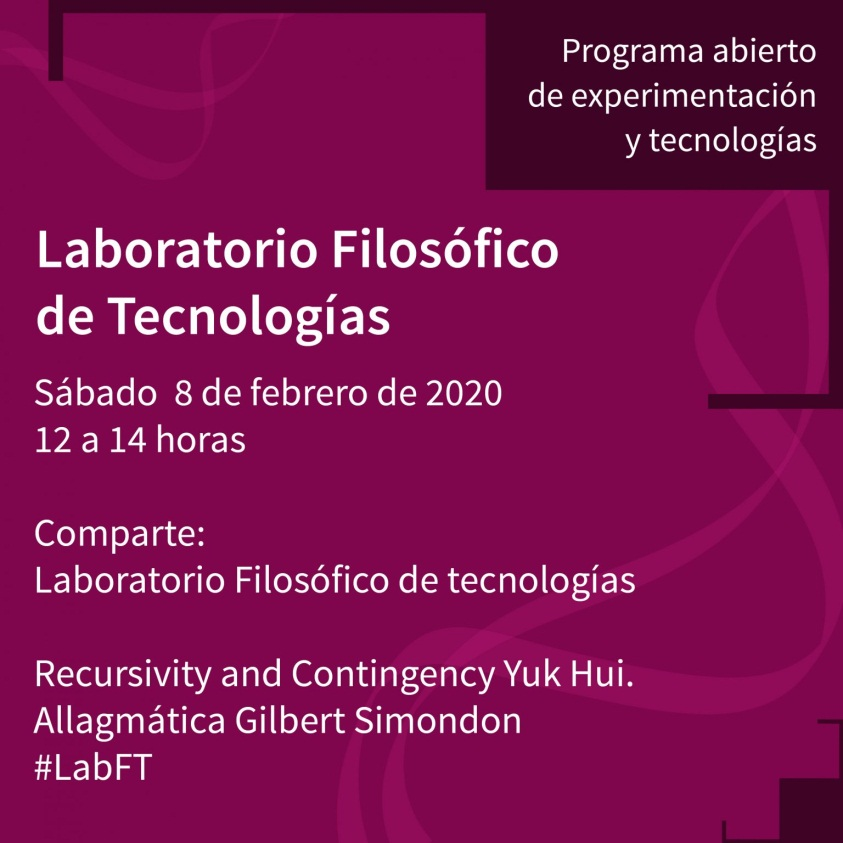 Programa abierto
de experimentación
y tecnologías
Laboratorio Filosófico
de Tecnologías
Sábado 8 de febrero de 2020
12 a 14 horas
Comparte:
Laboratorio Filosófico de tecnologías
Recursivity and Contingency Yuk Hui.
Allagmática Gilbert Simondon
#LabFT